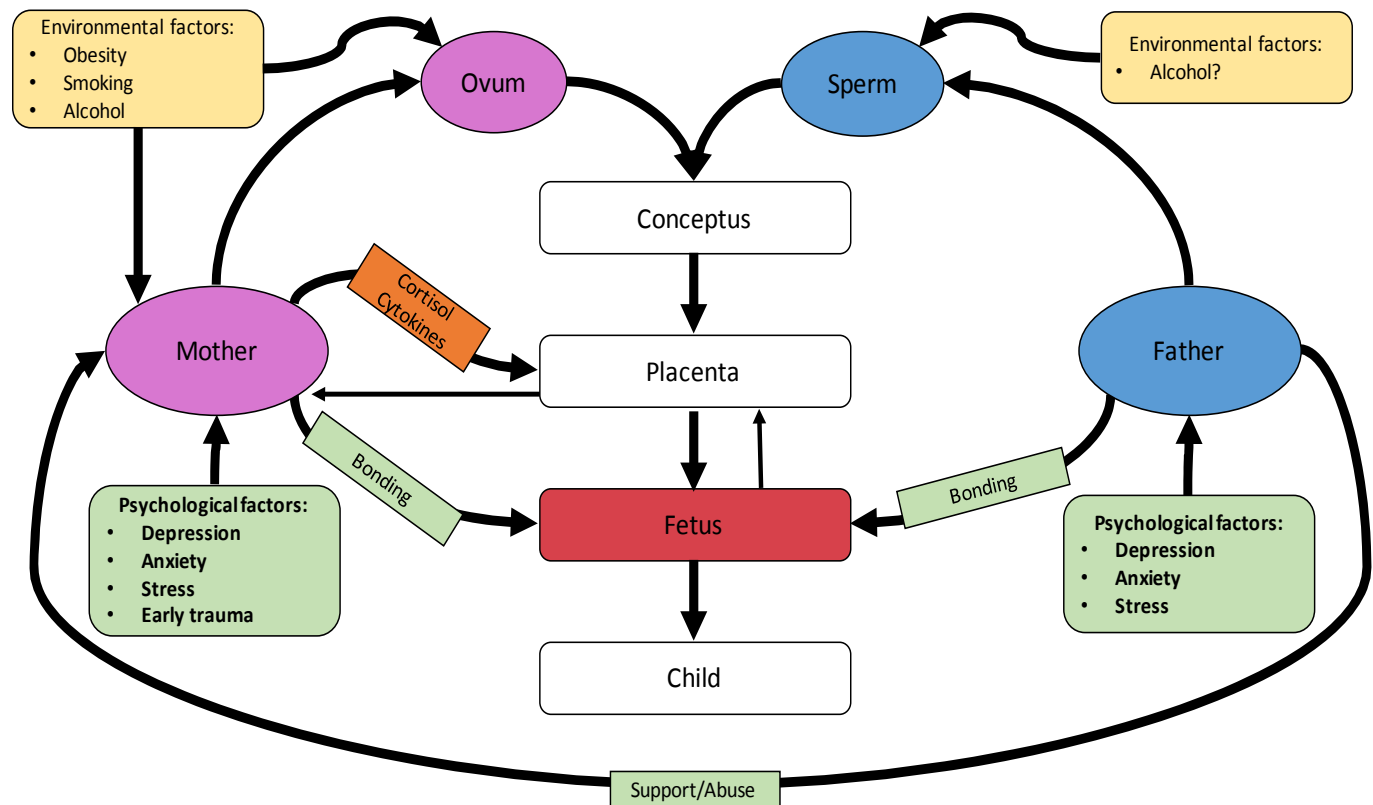 Environmental factors:
• Obesity
• Smoking
• Alcohol
Ovum
Sperm
Environmental factors:
• Alcohol?
Conceptus
Cortisol
Cytokines
Mother
Placenta
Father
Bonding
Bonding
Psychological factors:
• Depression
• Anxiety
• Stress
• Early trauma
Fetus
Psychological factors:
• Depression
• Anxiety
• Stress
Child
Support/Abuse